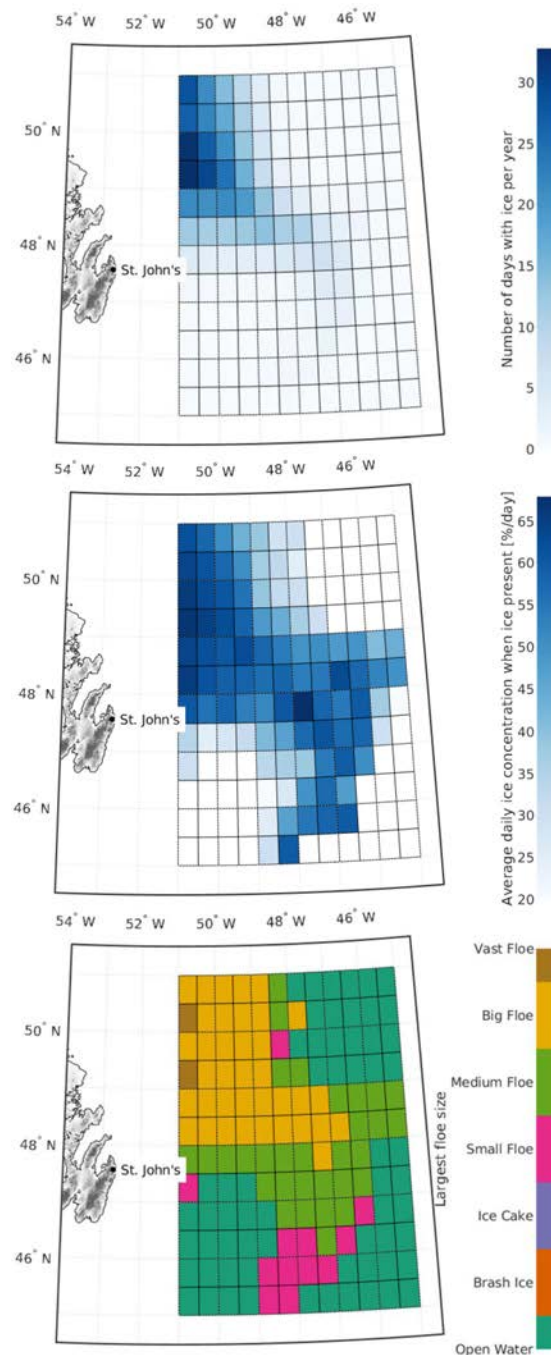 54° W 52° W 50° W 48° W 46° W
50° N
48° N
46° N
St. John's
30
25
20
15
10
5
0
Number of days with ice per year
54° W 52° W 50° W 48° W 46° W
50° N
48° N
46° N
St. John's
65
60
55
50
45
40
35
30
25
20
Average daily ice concentration when ice present [%/day]
54° W 52° W 50° W 48° W 46° W
50° N
48° N
46° N
St. John's
Vast Floe
Big Floe
Medium Floe
Small Floe
Ice Cake
Brash Ice
Open Water
Largest floe size